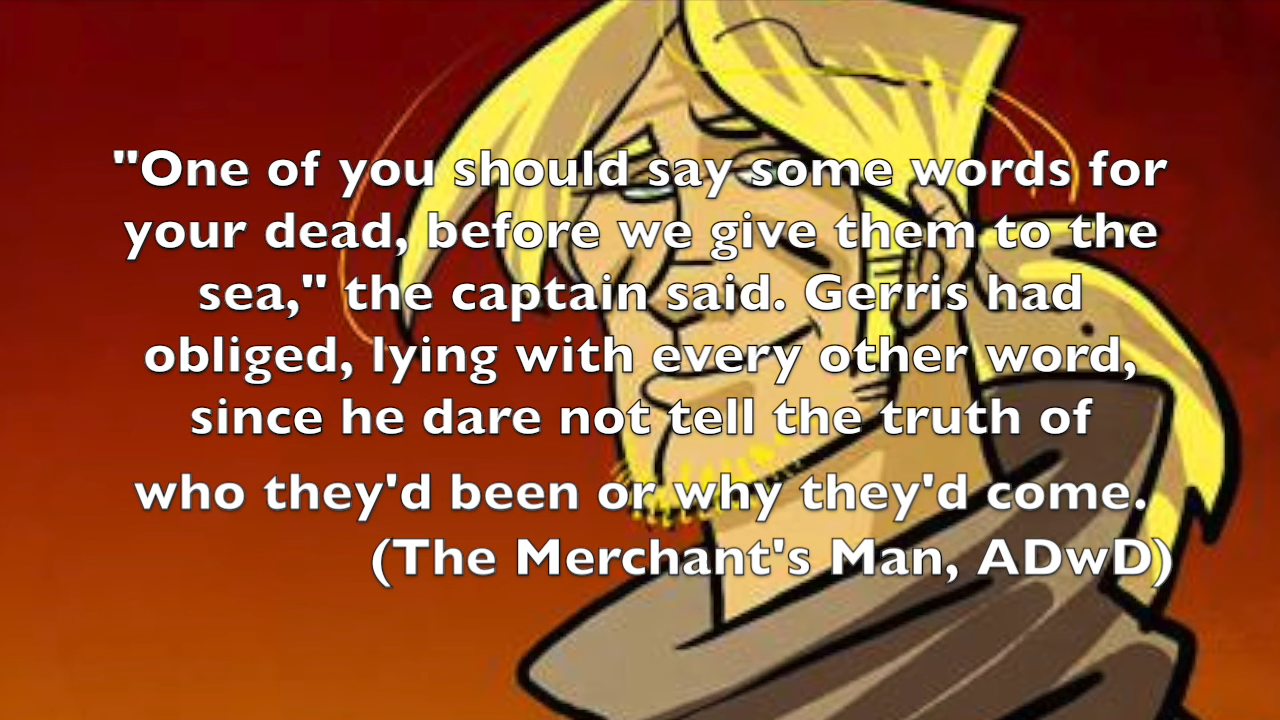 "One of you should say some words for
your dead, before we give them to the
sea," the captain said. Gerris had
obliged, lying with every other word,
since he dare not tell the truth of
who they'd been or why they'd come.
(The Merchant's Man, ADwD)